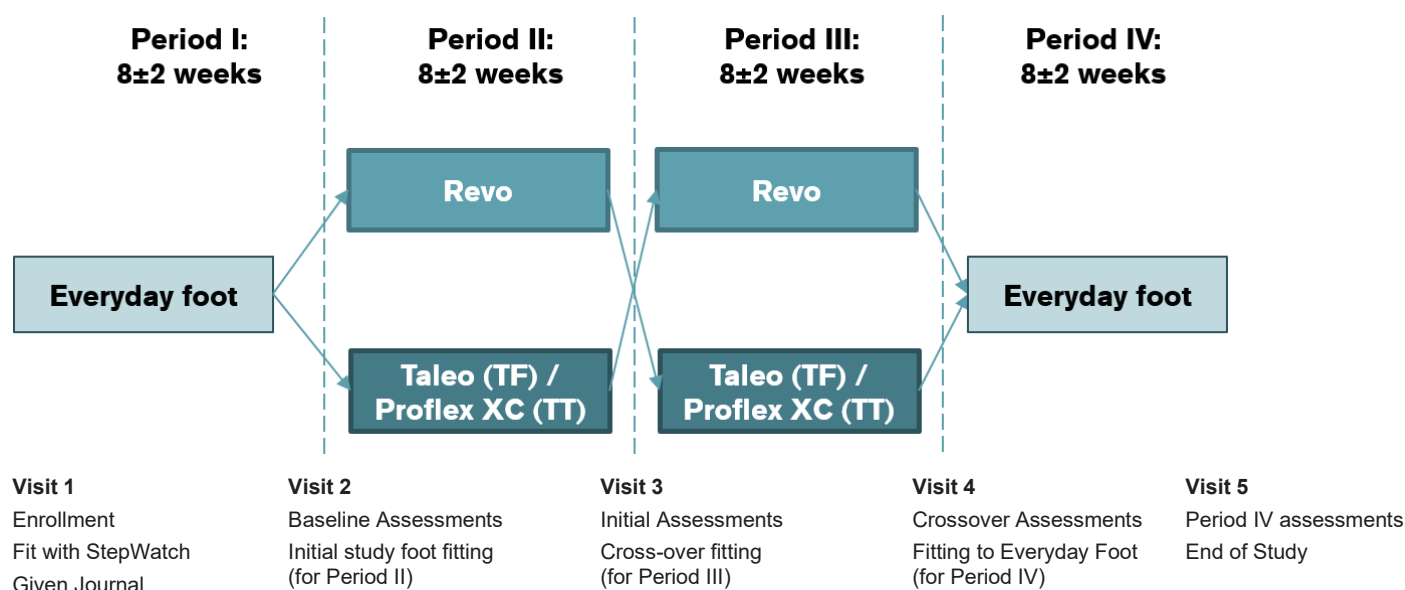 Period I:
8±2 weeks
Period II:
8±2 weeks
Period III:
8±2 weeks
Period IV:
8±2 weeks
Revo
Revo
Everyday foot
Everyday foot
Taleo (TF) /
Proflex XC (TT)
Taleo (TF) /
Proflex XC (TT)
Visit 1
Enrollment
Fit with StepWatch
Given Journal
Visit 2
Baseline Assessments
Initial study foot fitting
(for Period II)
Visit 3
Initial Assessments
Cross-over fitting
(for Period III)
Visit 4
Crossover Assessments
Fitting to Everyday Foot
(for Period IV)
Visit 5
Period IV assessments
End of Study